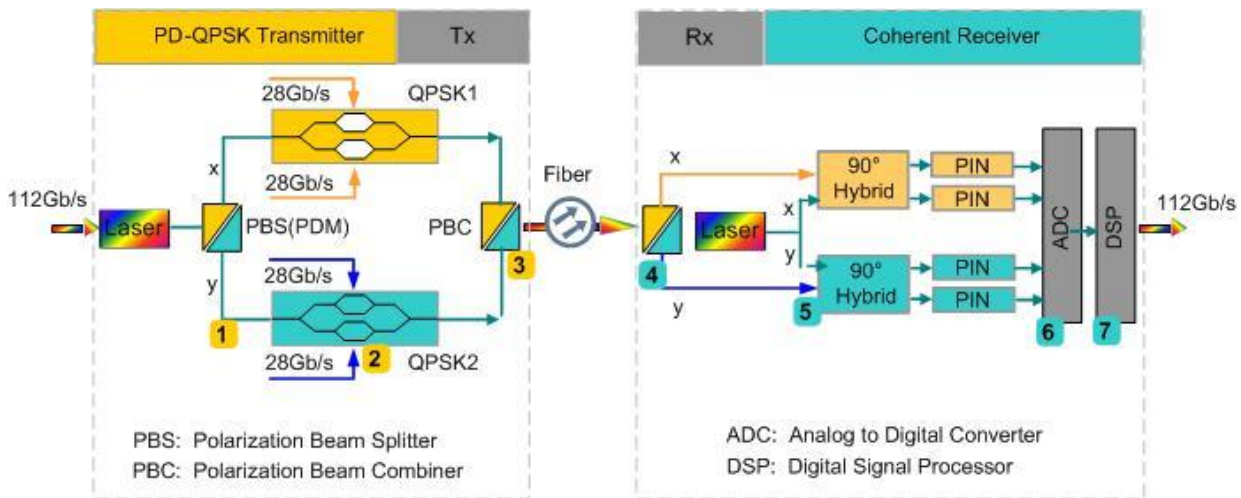 PD-QPSK Transmitter
Tx
Rx
Coherent Receiver
28Gb/s
QPSK1
28Gb/s
x
112Gb/s
Laser
PBS(PDM)
PBC
3
y
1
28Gb/s
28Gb/s
2
QPSK2
Fiber
x
4
y
Laser
x
y
90°
Hybrid
PIN
PIN
90°
Hybrid
5
PIN
PIN
ADC
6
DSP
7
112Gb/s
PBS: Polarization Beam Splitter
PBC: Polarization Beam Combiner
ADC: Analog to Digital Converter
DSP: Digital Signal Processor